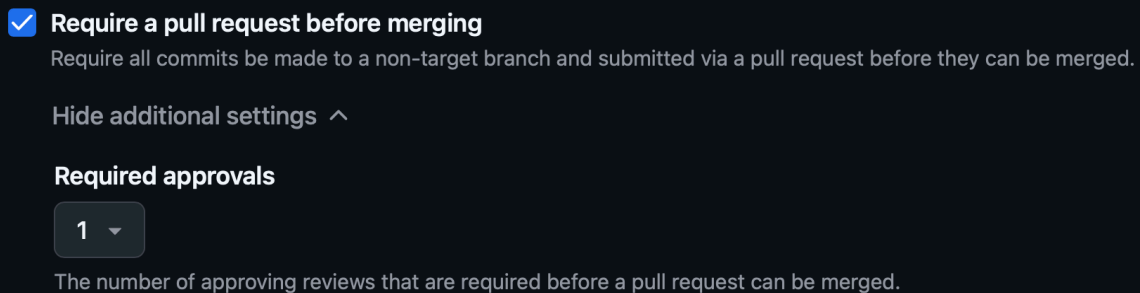 Require a pull request before merging
Require all commits be made to a non-target branch and submitted via a pull request before they can be merged.
Hide additional settings
Required approvals
1
The number of approving reviews that are required before a pull request can be merged.